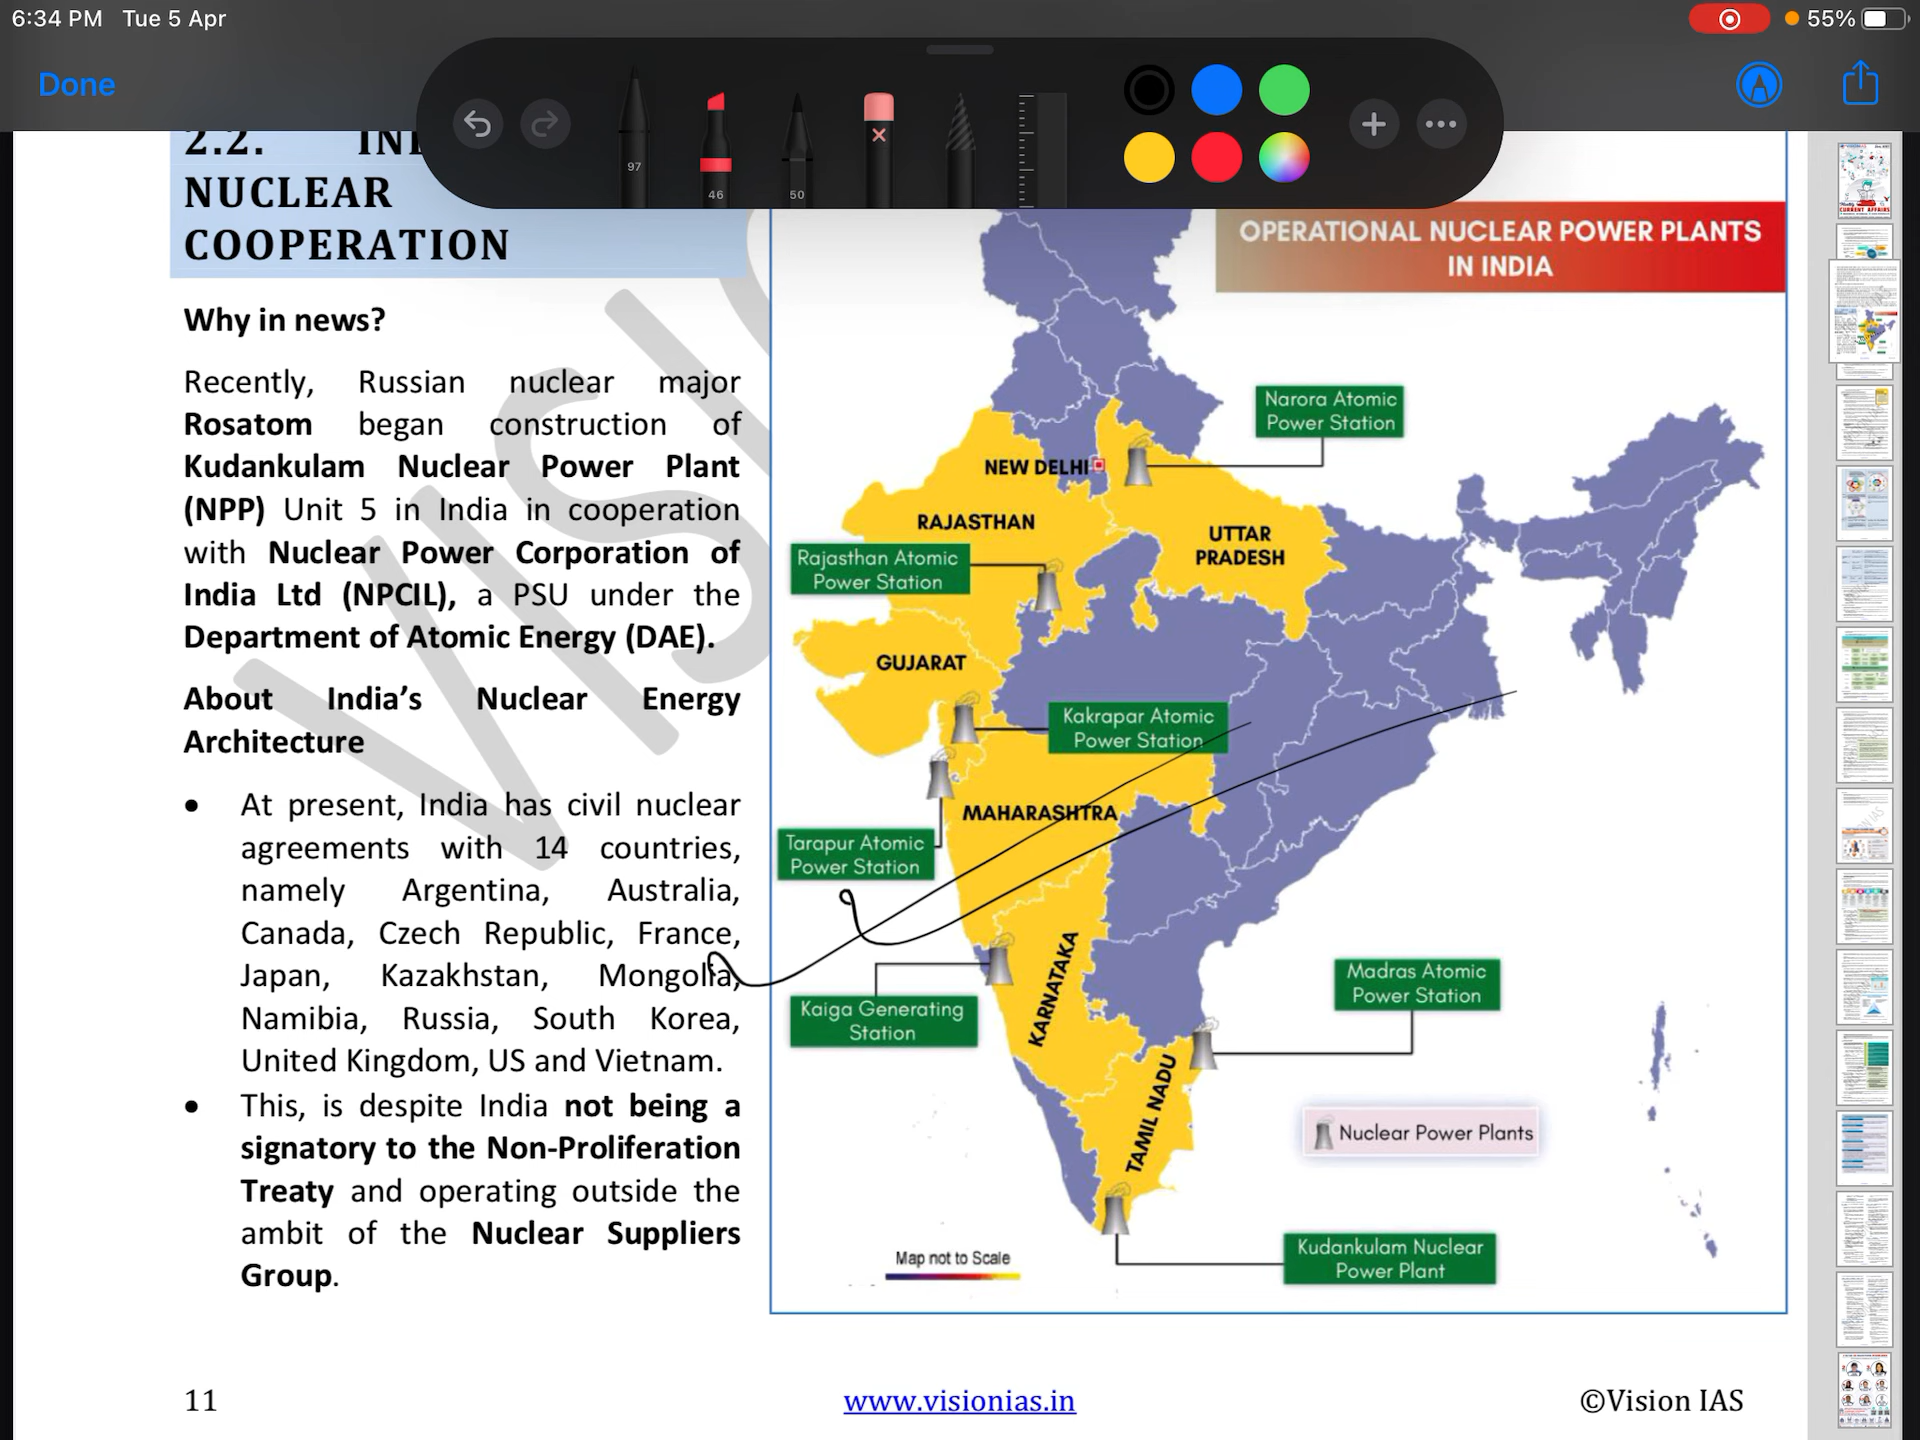 6:34 PM Tue 5 Apr
55%
Done
97
46
50
2.2.
NUCLEAR
COOPERATION
Why in news?
Recently, Russian nuclear major
Rosatom began construction of
Kudankulam Nuclear Power Plant
(NPP) Unit 5 in India in cooperation
with Nuclear Power Corporation of
India Ltd (NPCIL), a PSU under the
Department of Atomic Energy (DAE).
About India's Nuclear Energy
Architecture
• At present, India has civil nuclear
agreements with 14 countries,
namely Argentina, Australia,
Canada, Czech Republic, France,
Japan, Kazakhstan, Mongolia,
Namibia, Russia, South Korea,
United Kingdom, US and Vietnam.
• This, is despite India not being a
signatory to the Non-Proliferation
Treaty and operating outside the
ambit of the Nuclear Suppliers
Group.
OPERATIONAL NUCLEAR POWER PLANTS
IN INDIA
Narora Atomic
Power Station
NEW DELHI
RAJASTHAN
UTTAR
PRADESH
Rajasthan Atomic
Power Station
GUJARAT
Kakrapar Atomic
Power Station
MAHARASHTRA
Tarapur Atomic
Power Station
KARNATAKA
Kaiga Generating
Station
Madras Atomic
Power Station
TAMIL NADU
Nuclear Power Plants
Kudankulam Nuclear
Power Plant
Map not to Scale
11
www.visionias.in
©Vision IAS